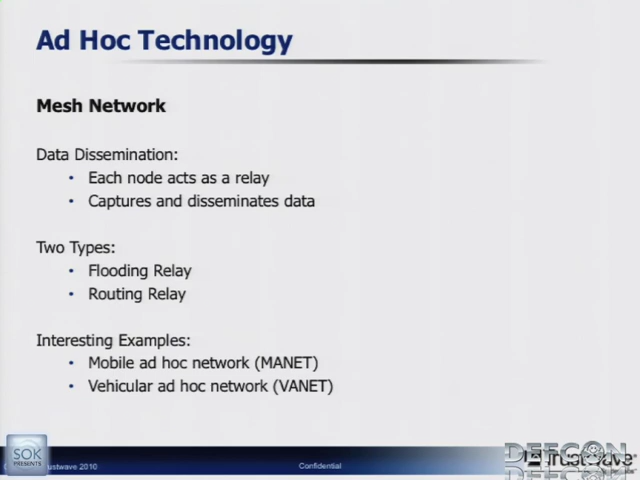 Ad Hoc Technology
Mesh Network
Data Dissemination:
• Each node acts as a relay
• Captures and disseminates data
Two Types:
• Flooding Relay
• Routing Relay
Interesting Examples:
• Mobile ad hoc network (MANET)
• Vehicular ad hoc network (VANET)
SOK
PRESENTS
Trustwave 2010
Confidential
DEFCON
Trustwave